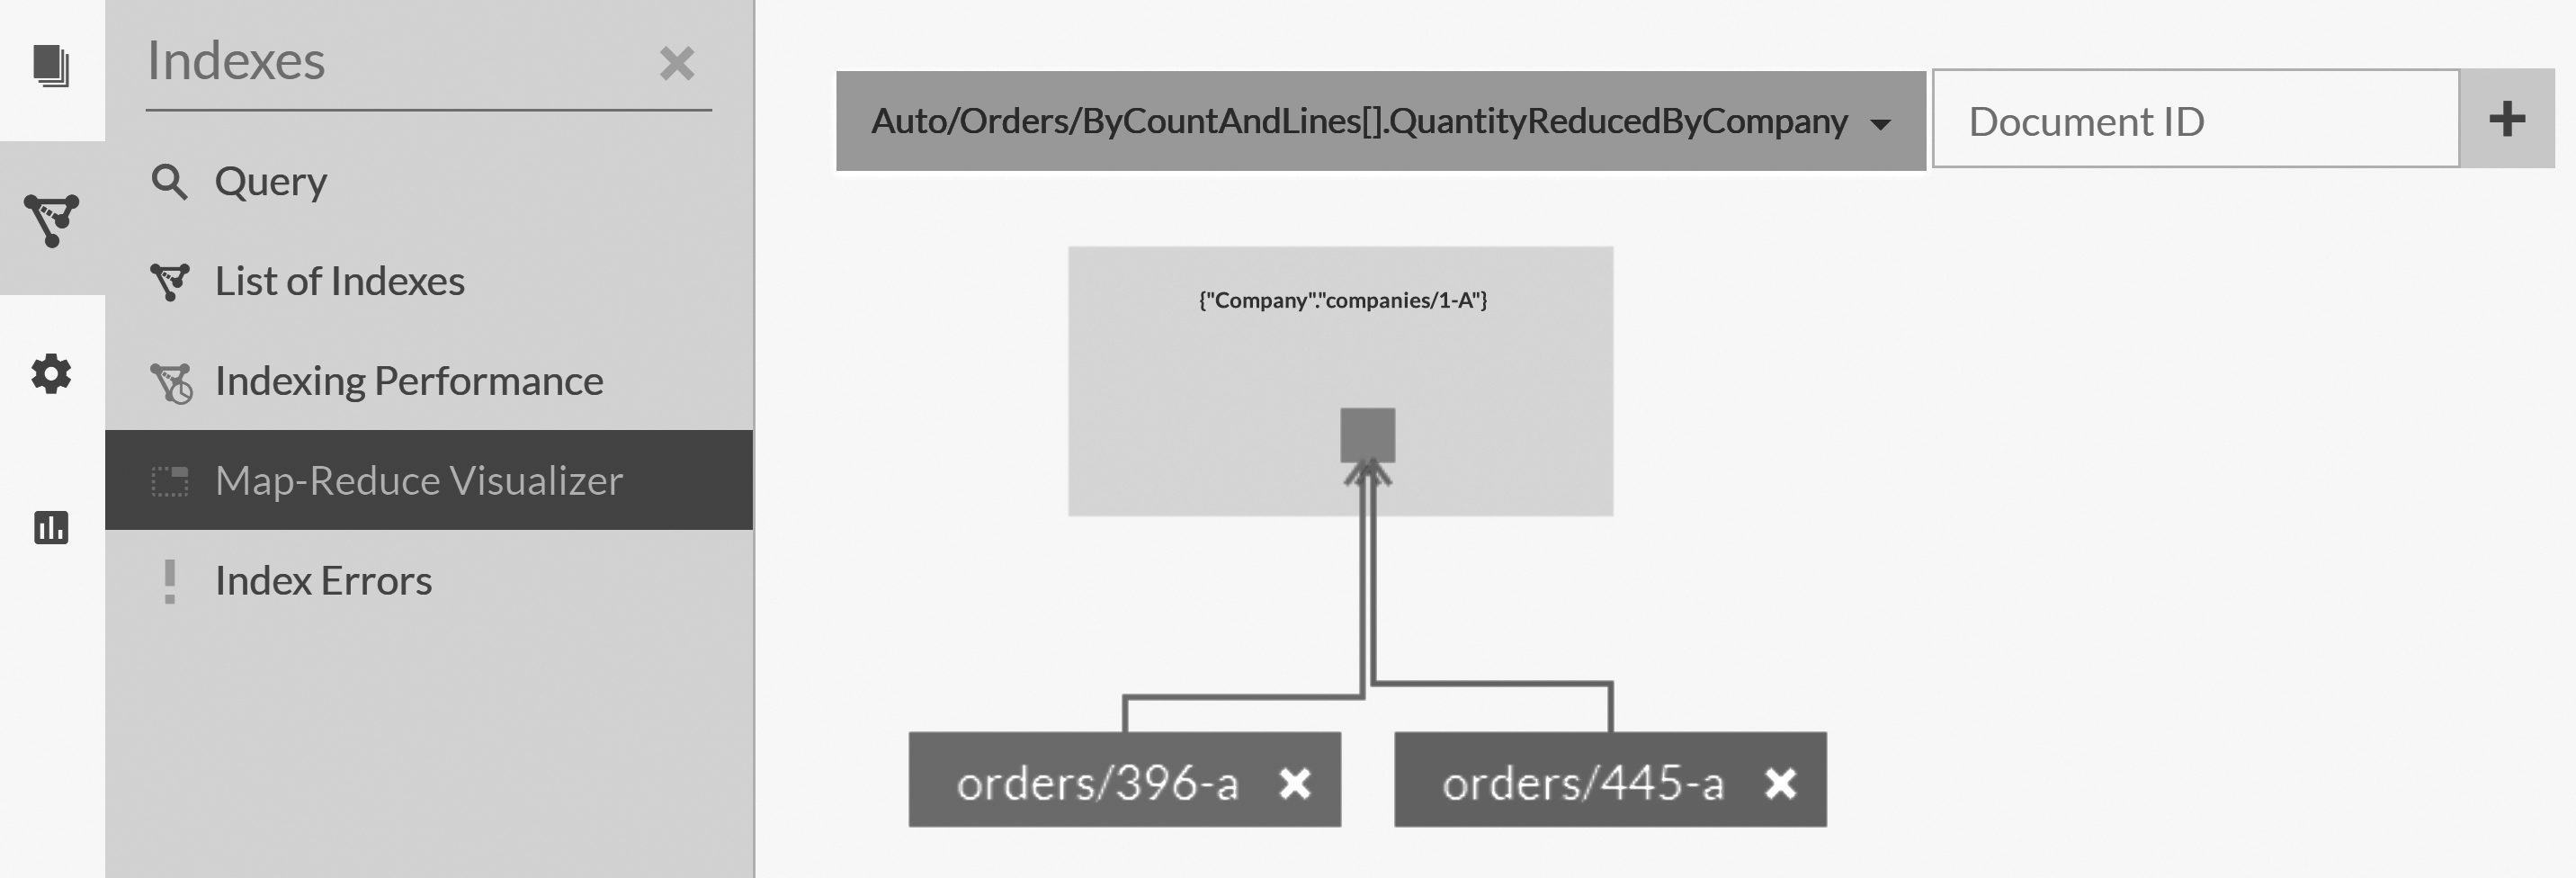 Indexes
Query
List of Indexes
Indexing Performance
Map-Reduce Visualizer
Index Errors
Auto/Orders/ByCountAndLines[].QuantityReducedByCompany
Document ID
{"Company":"companies/1-A"}
orders/396-a
orders/445-a